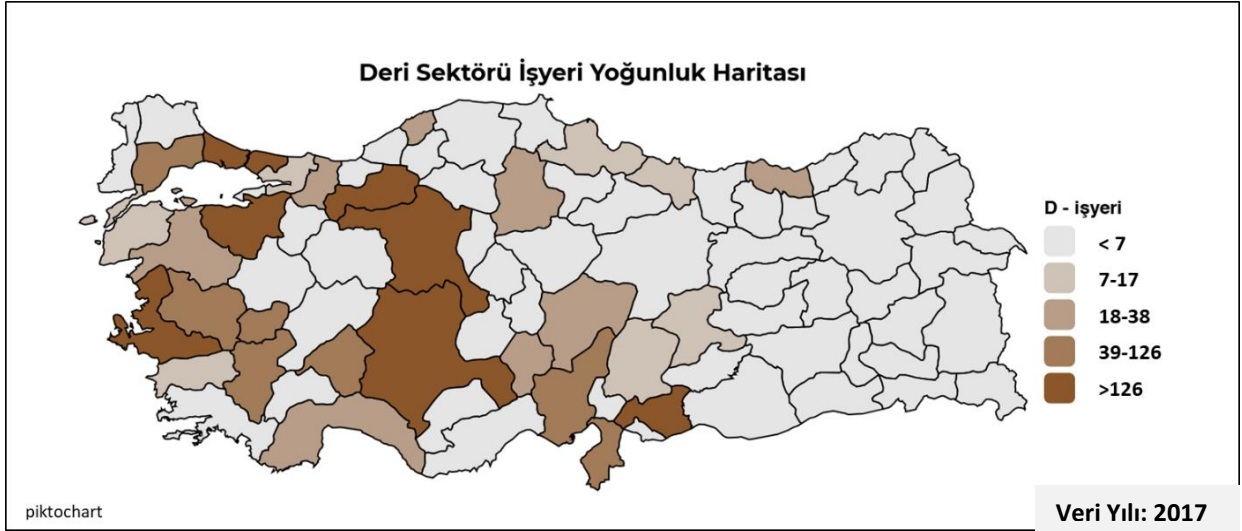 Deri Sektörü İşyeri Yoğunluk Haritası
D - işyeri
< 7
7-17
18-38
39-126
>126
piktochart
Veri Yılı: 2017